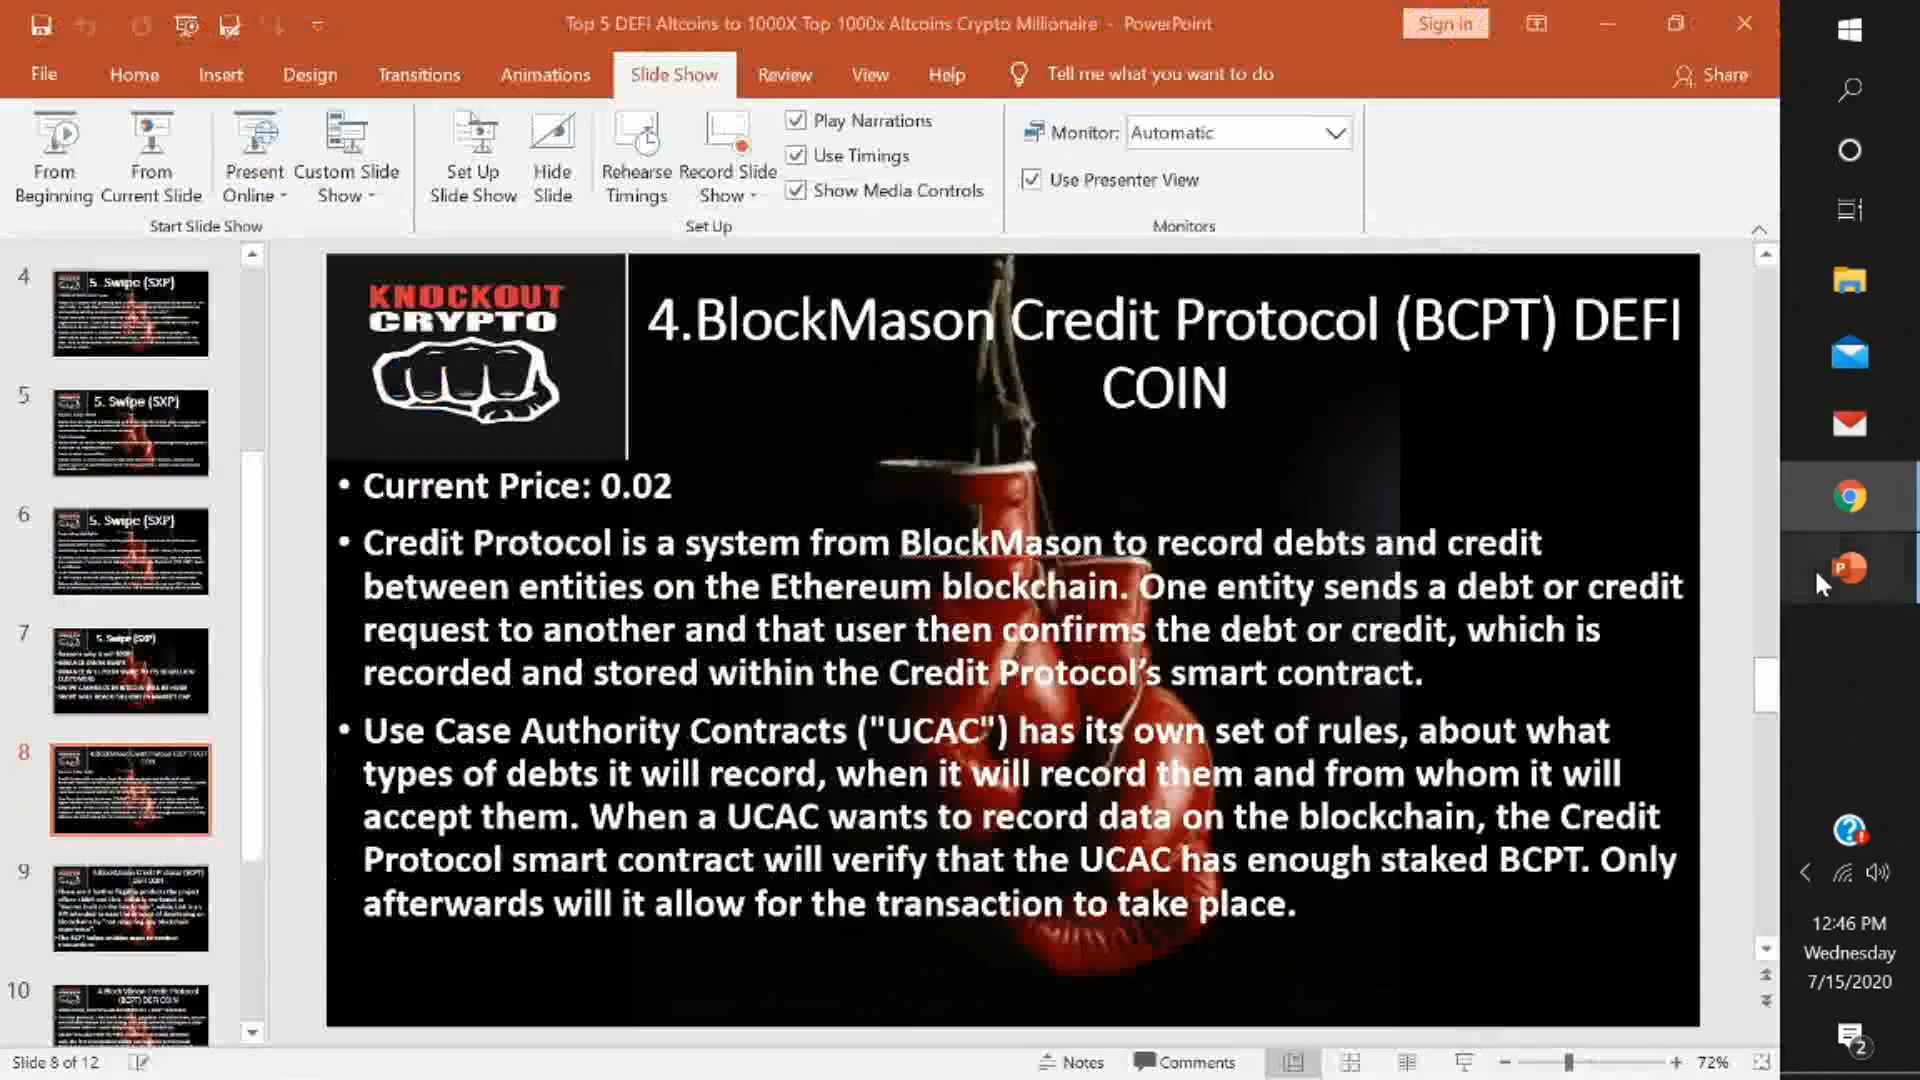 Top 5 DEFI Altcoins to 1000X Top 1000x Altcoins Crypto Millionaire - PowerPoint
Sign in
File Home Insert Design Transitions Animations Slide Show Review View Help Tell me what you want to do Share
From Beginning
From Current Slide
Present Online
Custom Slide Show
Start Slide Show
Set Up Slide Show
Hide Slide
Rehearse Timings
Record Slide Show
Play Narrations
Use Timings
Show Media Controls
Set Up
Monitor: Automatic
Use Presenter View
Monitors
4
5. Swipe (SXP)
5
5. Swipe (SXP)
6
5. Swipe (SXP)
7
5. Swipe (SXP)
8
9
10
KNOCKOUT
CRYPTO
4.BlockMason Credit Protocol (BCPT) DEFI
COIN
• Current Price: 0.02
• Credit Protocol is a system from BlockMason to record debts and credit
between entities on the Ethereum blockchain. One entity sends a debt or credit
request to another and that user then confirms the debt or credit, which is
recorded and stored within the Credit Protocol’s smart contract.
• Use Case Authority Contracts ("UCAC") has its own set of rules, about what
types of debts it will record, when it will record them and from whom it will
accept them. When a UCAC wants to record data on the blockchain, the Credit
Protocol smart contract will verify that the UCAC has enough staked BCPT. Only
afterwards will it allow for the transaction to take place.
12:46 PM
Wednesday
7/15/2020
2
Slide 8 of 12
Notes
Comments
72%